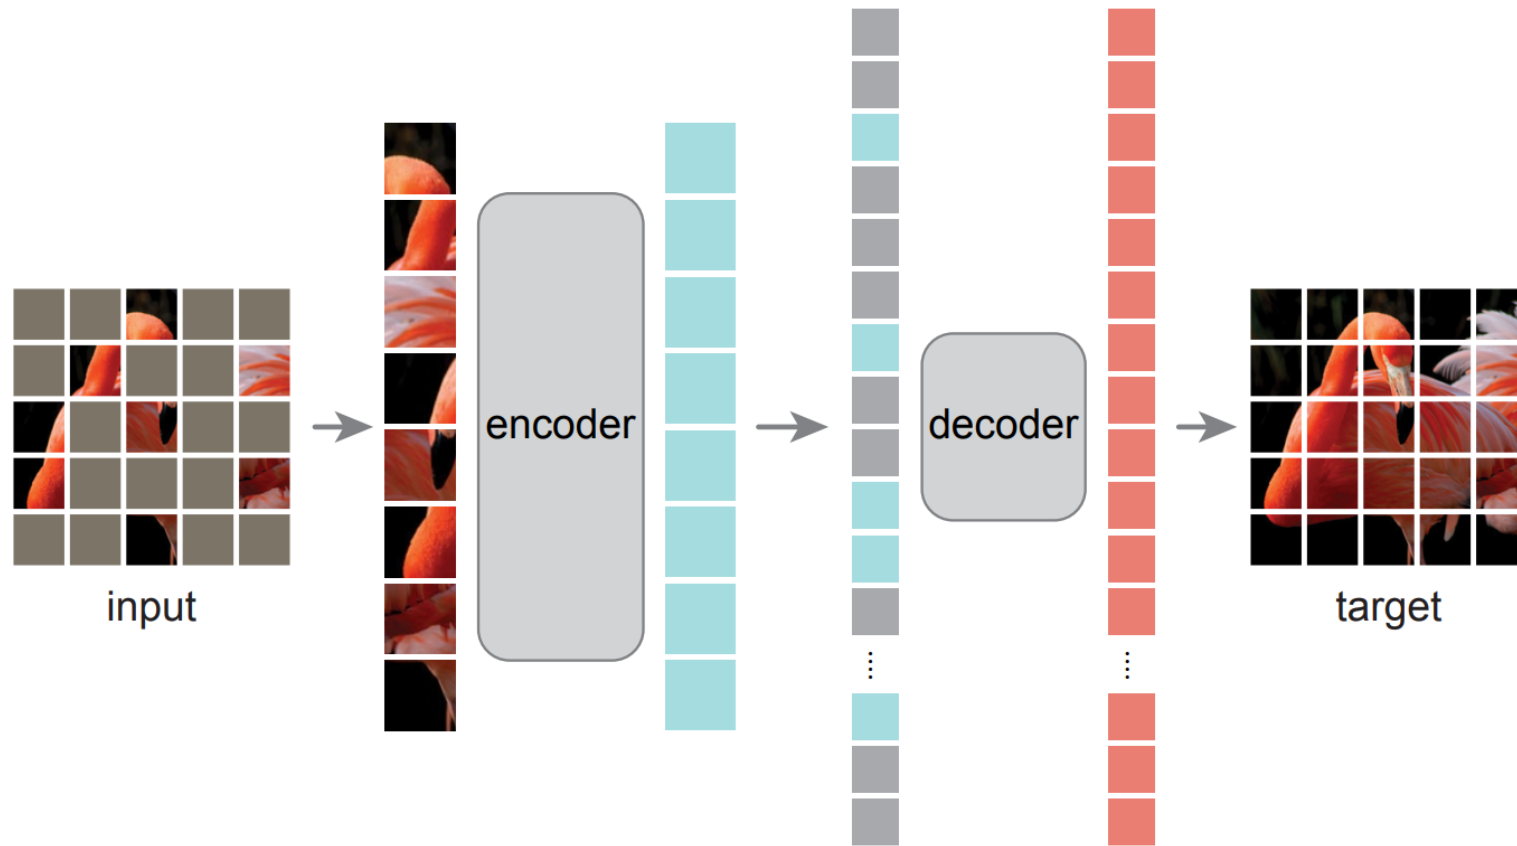 input
encoder
decoder
target